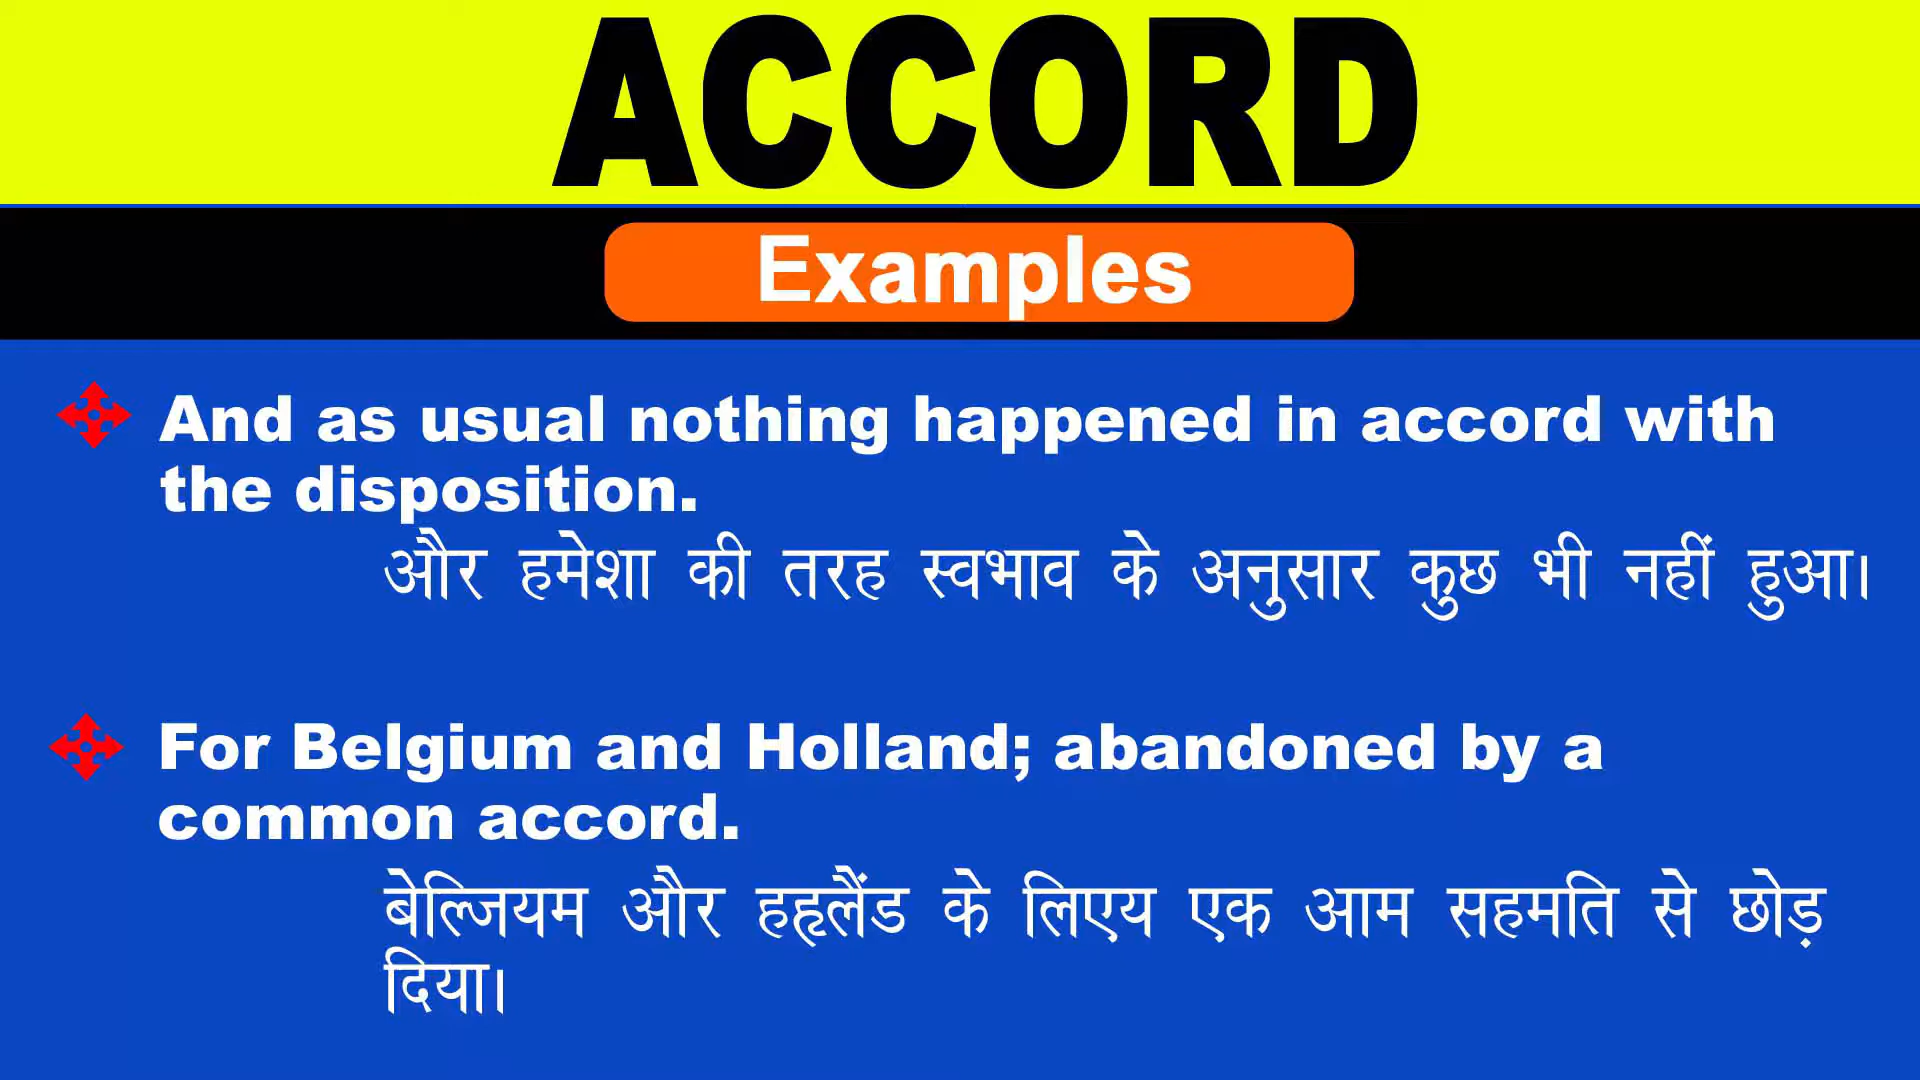 ACCORD
Examples
And as usual nothing happened in accord with
the disposition.
और हमेशा की तरह स्वभाव के अनुसार कुछ भी नहीं हुआ।
For Belgium and Holland; abandoned by a
common accord.
बेल्जियम और हहृलैंड के लिएय एक आम सहमति से छोड़
दिया।